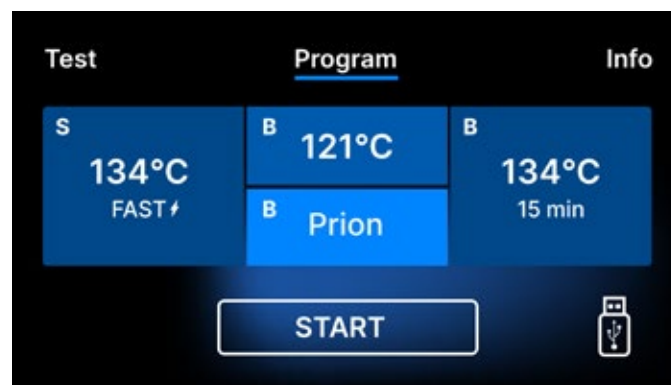 Test
Program
Info
S
134°C
FAST
B
121°C
B
Prion
B
134°C
15 min
START